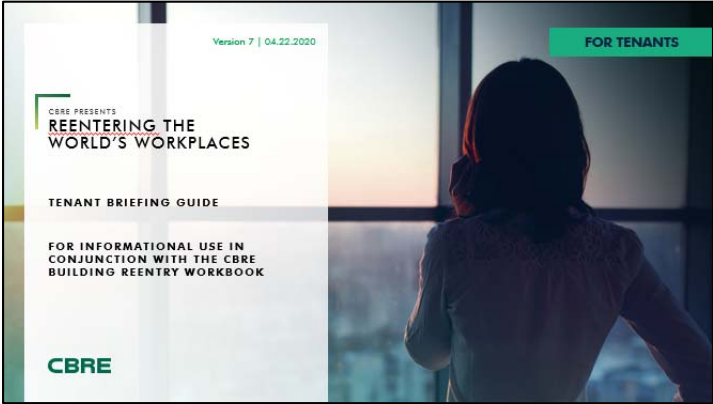 Version 7 | 04.22.2020
FOR TENANTS
CBRE PRESENTS
REENTERING THE
WORLD'S WORKPLACES
TENANT BRIEFING GUIDE
FOR INFORMATIONAL USE IN
CONJUNCTION WITH THE CBRE
BUILDING REENTRY WORKBOOK
CBRE